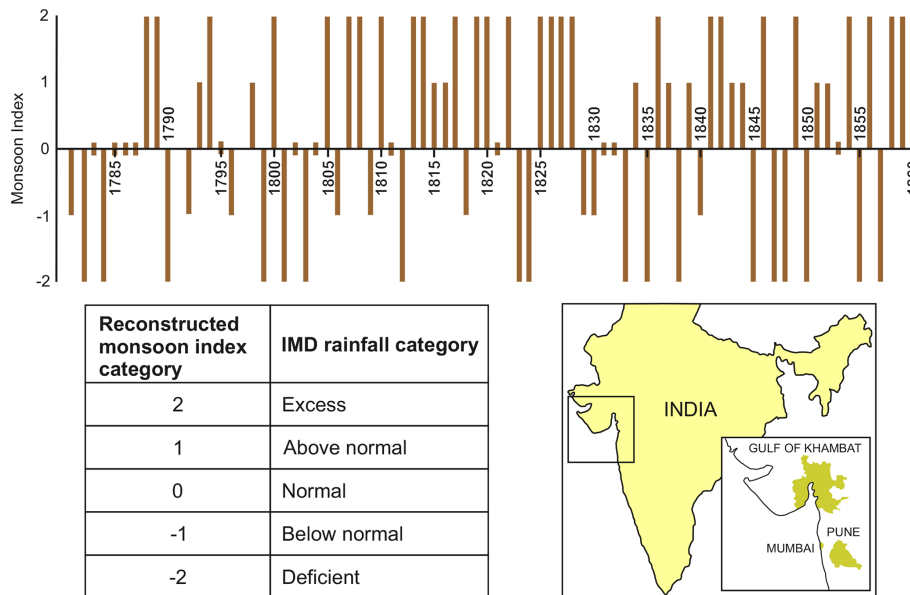 2
1
0
-1
-2
Monsoon Index
1785
1790
1795
1800
1805
1810
1815
1820
1825
1830
1835
1840
1845
1850
1855
Reconstructed monsoon index category
IMD rainfall category
2
Excess
1
Above normal
0
Normal
-1
Below normal
-2
Deficient
INDIA
GULF OF KHAMBAT
PUNE
MUMBAI